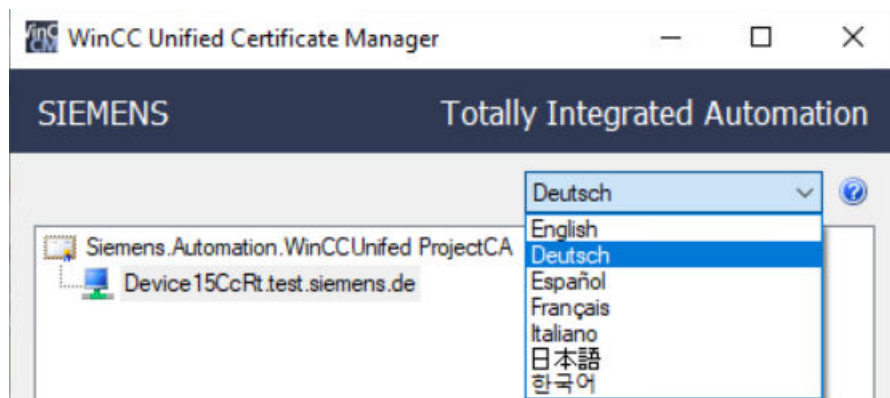 WinCC Unified Certificate Manager
SIEMENS Totally Integrated Automation
Deutsch
Siemens.Automation.WinCCUnifed ProjectCA
Device15CcRt.test.siemens.de
English
Deutsch
Español
Français
Italiano
日本語
한국어